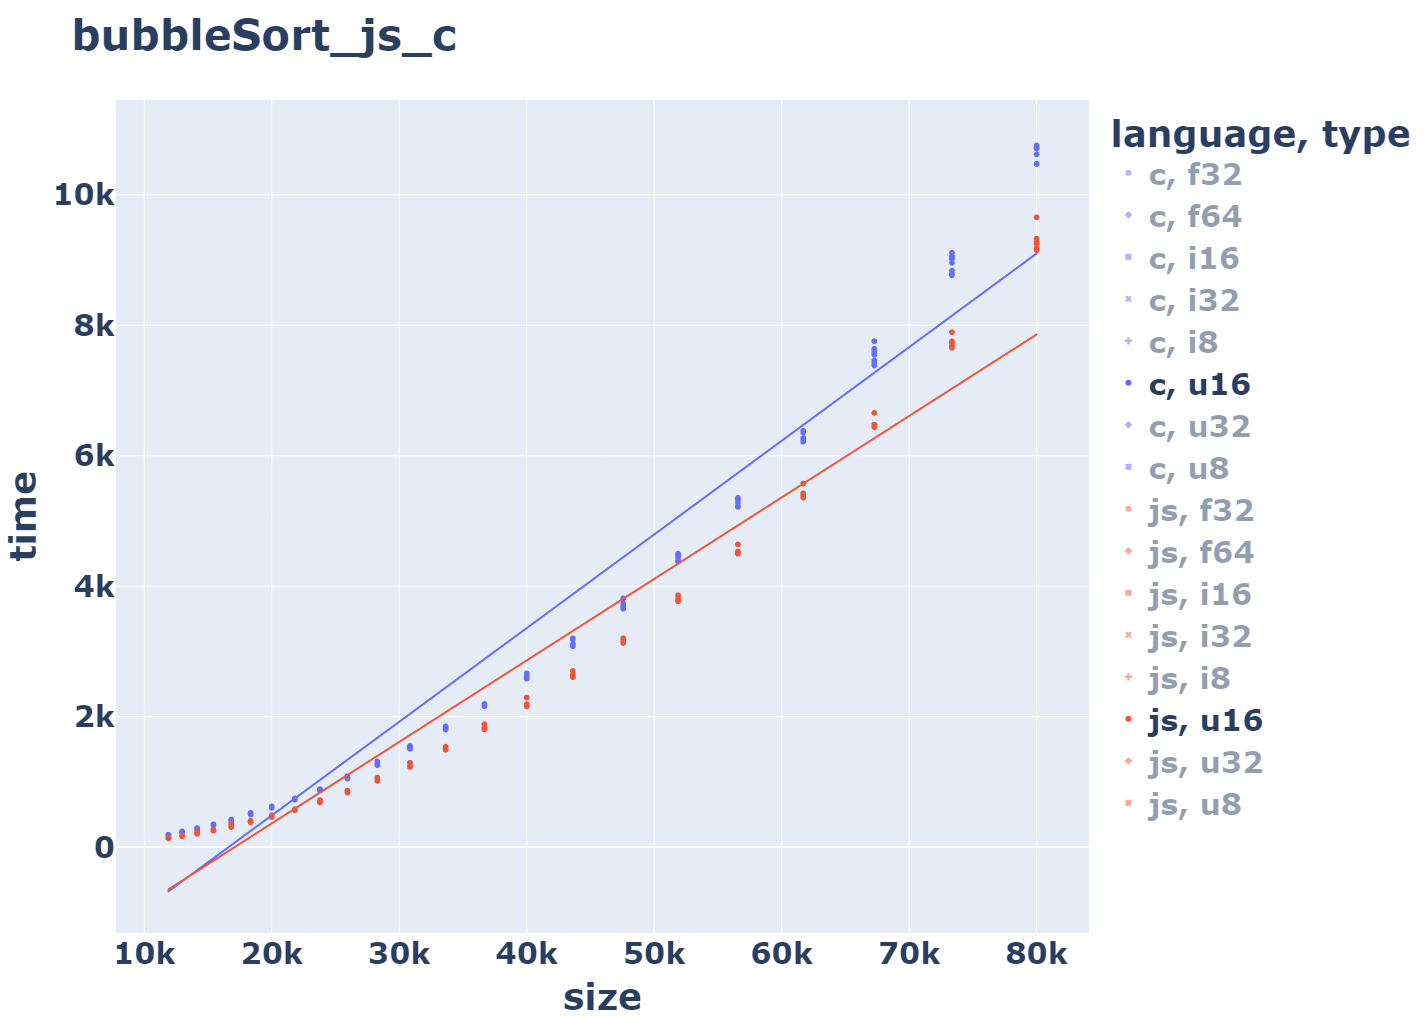 bubbleSort_js_c
language, type
c, f32
c, f64
c, i16
c, i32
c, i8
c, u16
c, u32
c, u8
js, f32
js, f64
js, i16
js, i32
js, i8
js, u16
js, u32
js, u8
time
10k
8k
6k
4k
2k
0
10k 20k 30k 40k 50k 60k 70k 80k
size